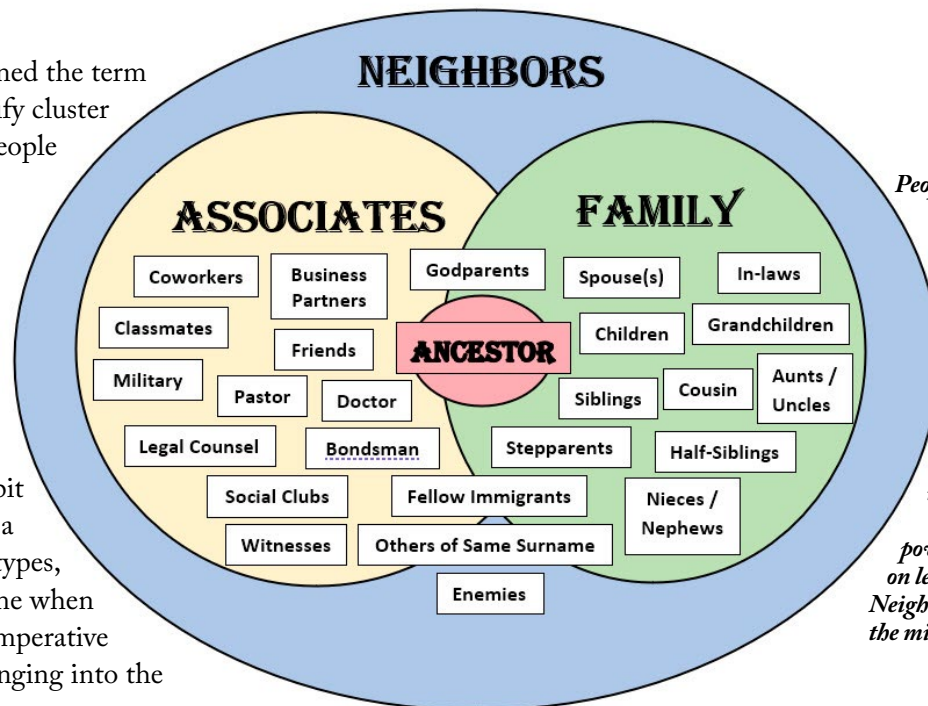 ned the term
ify cluster
eople
bit
a
types,
ne when
mperative
nging into the
NEIGHBORS
ASSOCIATES
FAMILY
Coworkers
Business
Partners
Godparents
Spouse(s)
In-laws
Classmates
Friends
ANCESTOR
Children
Grandchildren
Military
Pastor
Doctor
Siblings
Cousin
Aunts /
Uncles
Legal Counsel
Bondsman
Stepparents
Half-Siblings
Social Clubs
Fellow Immigrants
Nieces /
Nephews
Witnesses
Others of Same Surname
Enemies
Peo
on le
Neigh
the mi